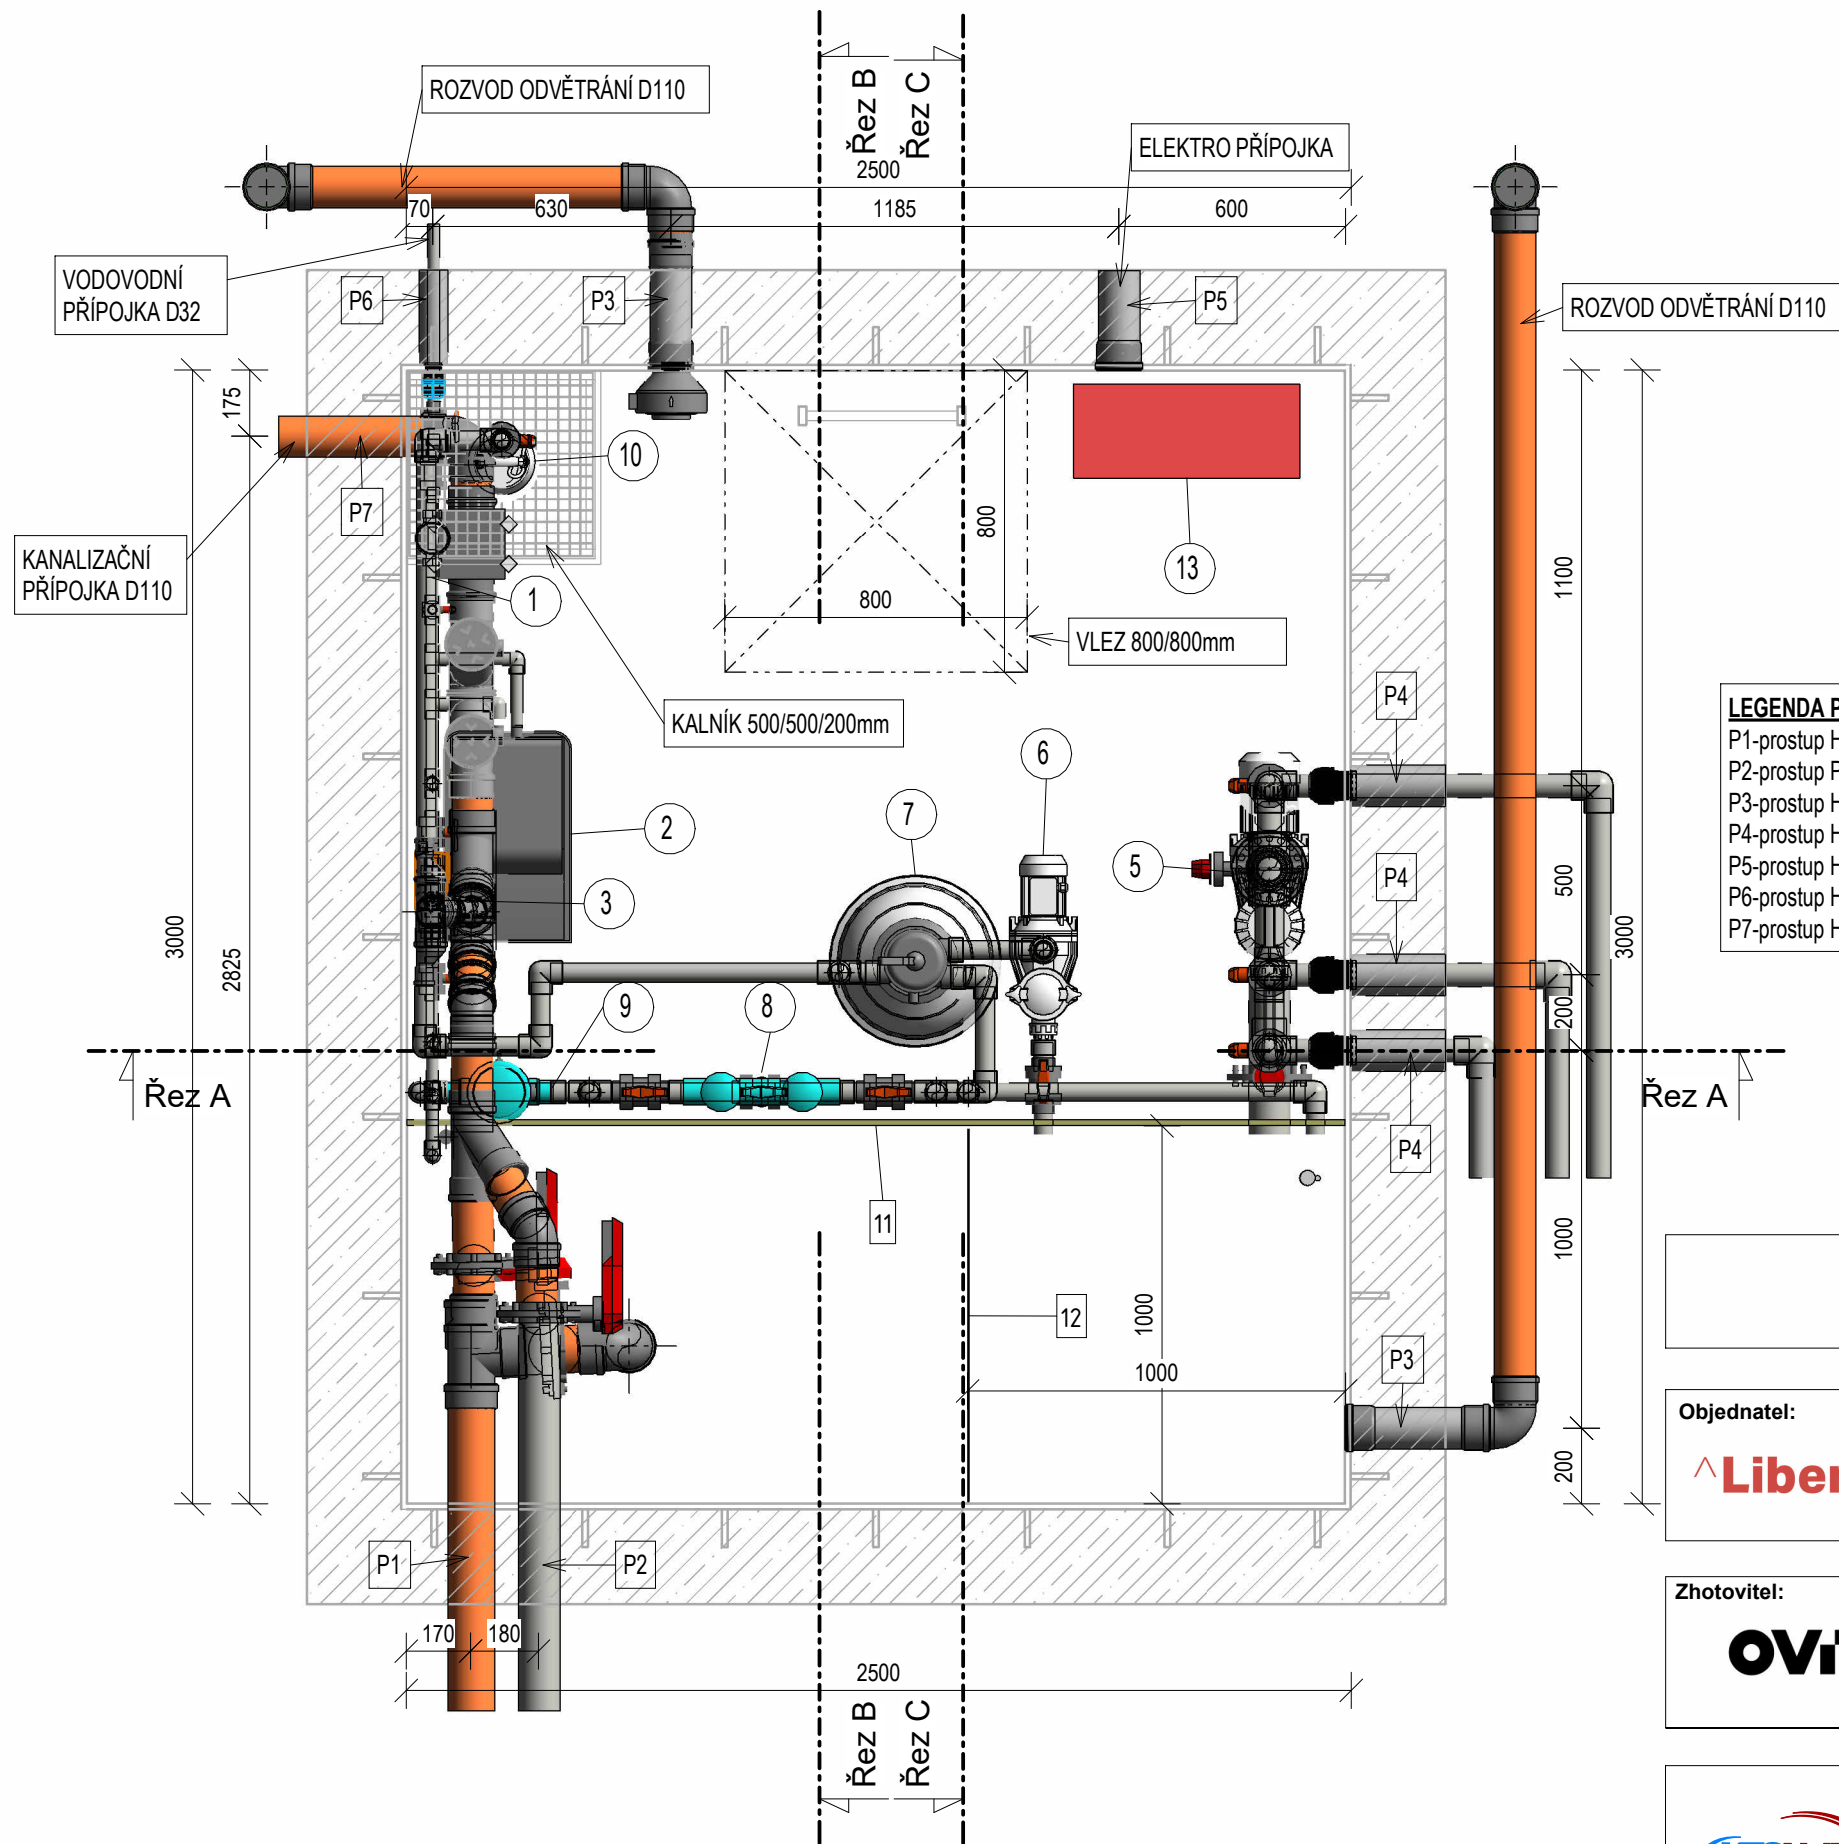 Řez B
Řez C
ROZVOD ODVĚTRÁNÍ D110
ELEKTRO PŘÍPOJKA
2500
70
630
1185
600
VODOVODNÍ
PŘÍPOJKA D32
P6
P3
P5
ROZVOD ODVĚTRÁNÍ D110
175
10
P7
KANALIZAČNÍ
PŘÍPOJKA D110
800
13
1
800
1100
VLEZ 800/800mm
KALNÍK 500/500/200mm
P4
LEGENDA P
P1-prostup H
P2-prostup P
P3-prostup H
P4-prostup H
P5-prostup H
P6-prostup H
P7-prostup H
6
7
2
5
P4
500
3
3000
2825
3000
P4
9
8
200
Řez A
Řez A
P4
11
1000
12
1000
1000
P3
Objednatel:
Liber
200
P1
P2
Zhotovitel:
170
180
2500
Řez B
Řez C